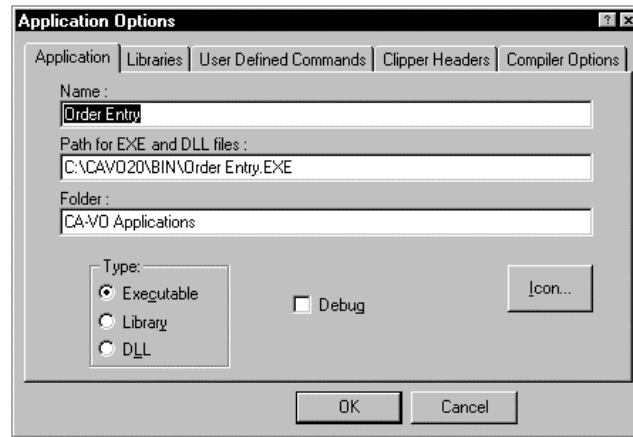 Application Options
Application Libraries User Defined Commands Clipper Headers Compiler Options
Name :
Order Entry
Path for EXE and DLL files :
C:\CAVO20\BIN\Order Entry.EXE
Folder :
CA-VO Applications
Type:
Executable
Debug
Icon...
Library
DLL
OK Cancel